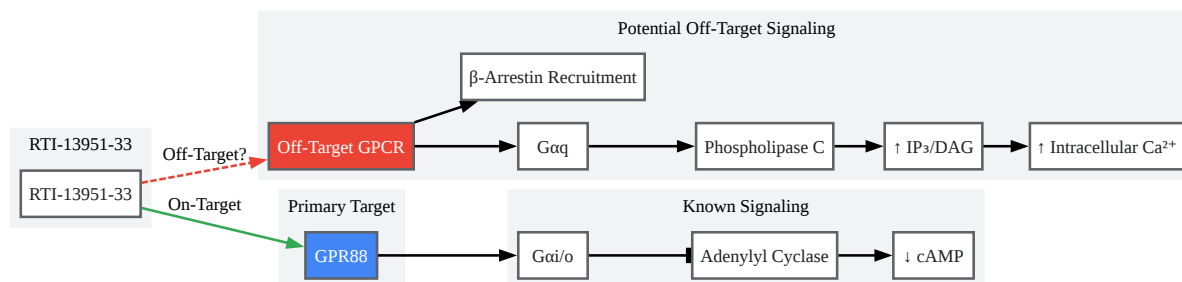 Potential Off-Target Signaling
β-Arrestin Recruitment
RTI-13951-33
Off-Target?
Off-Target GPCR
Gαq
Phospholipase C
↑ IP₃/DAG
↑ Intracellular Ca²⁺
RTI-13951-33
On-Target
Primary Target
Known Signaling
GPR88
Gαi/o
Adenylyl Cyclase
↓ cAMP